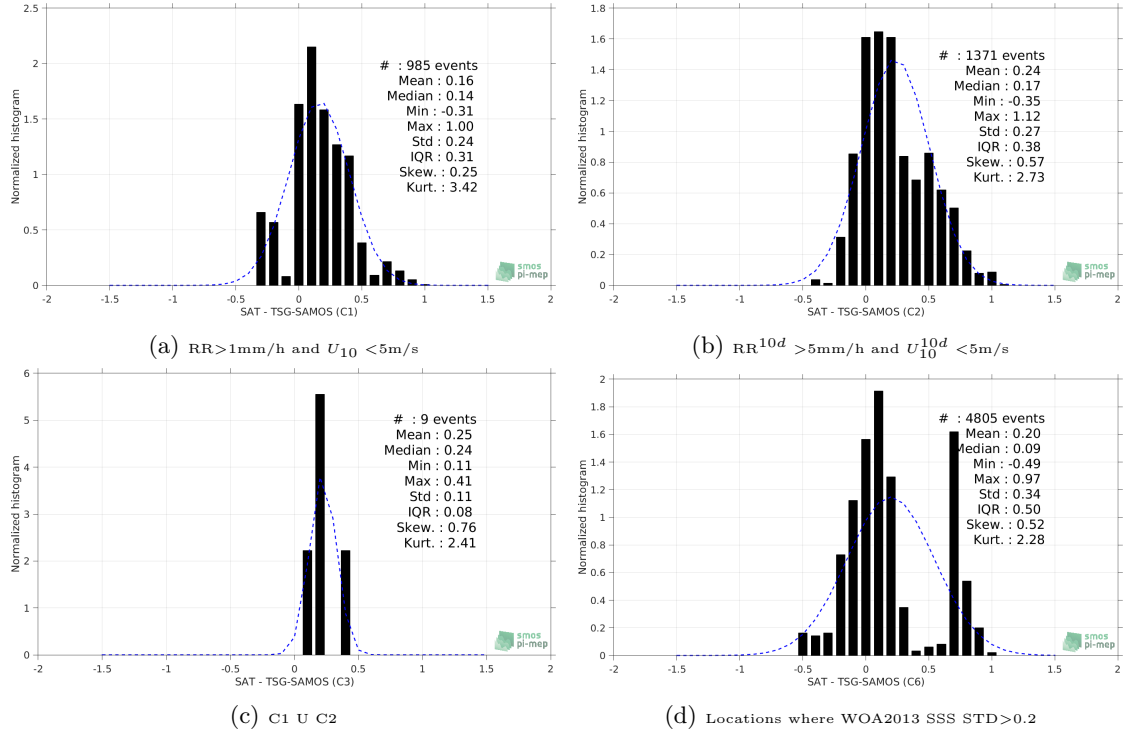 2.5
2
1.5
1
0.5
0
Normalized histogram
# : 985 events
Mean : 0.16
Median : 0.14
Min : -0.31
Max : 1.00
Std : 0.24
IQR : 0.31
Skew. : 0.25
Kurt. : 3.42
smos
pi-mep
-2 -1.5 -1 -0.5 0 0.5 1 1.5 2
SAT - TSG-SAMOS (C1)
(a) RR>1mm/h and U10 <5m/s
1.8
1.6
1.4
1.2
1
0.8
0.6
0.4
0.2
0
Normalized histogram
# : 1371 events
Mean : 0.24
Median : 0.17
Min : -0.35
Max : 1.12
Std : 0.27
IQR : 0.38
Skew. : 0.57
Kurt. : 2.73
smos
pi-mep
-2 -1.5 -1 -0.5 0 0.5 1 1.5 2
SAT - TSG-SAMOS (C2)
(b) RR^10d >5mm/h and U10^10d <5m/s
6
5
4
3
2
1
0
Normalized histogram
# : 9 events
Mean : 0.25
Median : 0.24
Min : 0.11
Max : 0.41
Std : 0.11
IQR : 0.08
Skew. : 0.76
Kurt. : 2.41
smos
pi-mep
-2 -1.5 -1 -0.5 0 0.5 1 1.5 2
SAT - TSG-SAMOS (C3)
(c) C1 U C2
2
1.8
1.6
1.4
1.2
1
0.8
0.6
0.4
0.2
0
Normalized histogram
# : 4805 events
Mean : 0.20
Median : 0.09
Min : -0.49
Max : 0.97
Std : 0.34
IQR : 0.50
Skew. : 0.52
Kurt. : 2.28
smos
pi-mep
-2 -1.5 -1 -0.5 0 0.5 1 1.5 2
SAT - TSG-SAMOS (C6)
(d) Locations where WOA2013 SSS STD>0.2